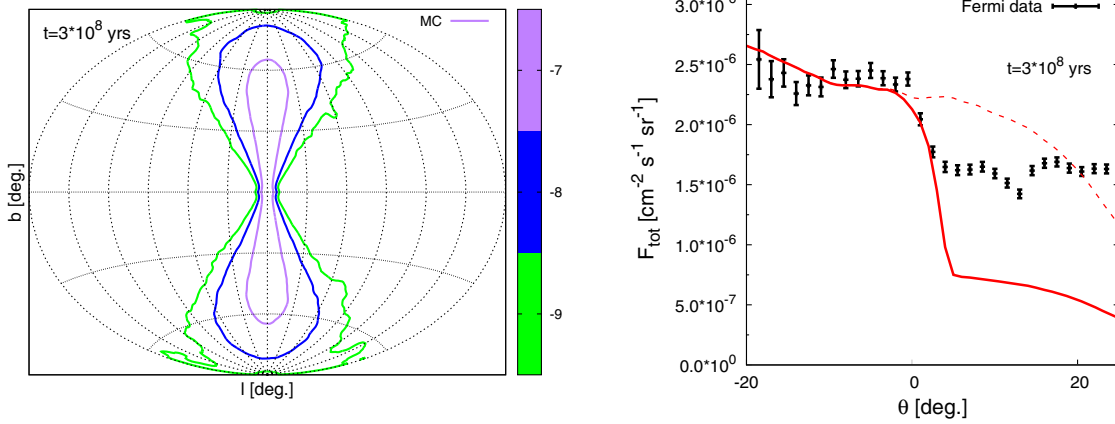 t=3*10^8 yrs
MC
-7
-8
-9
b [deg.]
l [deg.]
3.0*10^-6
2.5*10^-6
2.0*10^-6
1.5*10^-6
1.0*10^-6
5.0*10^-7
0.0*10^0
F_tot [cm^-2 s^-1 sr^-1]
Fermi data
t=3*10^8 yrs
-20
0
20
θ [deg.]